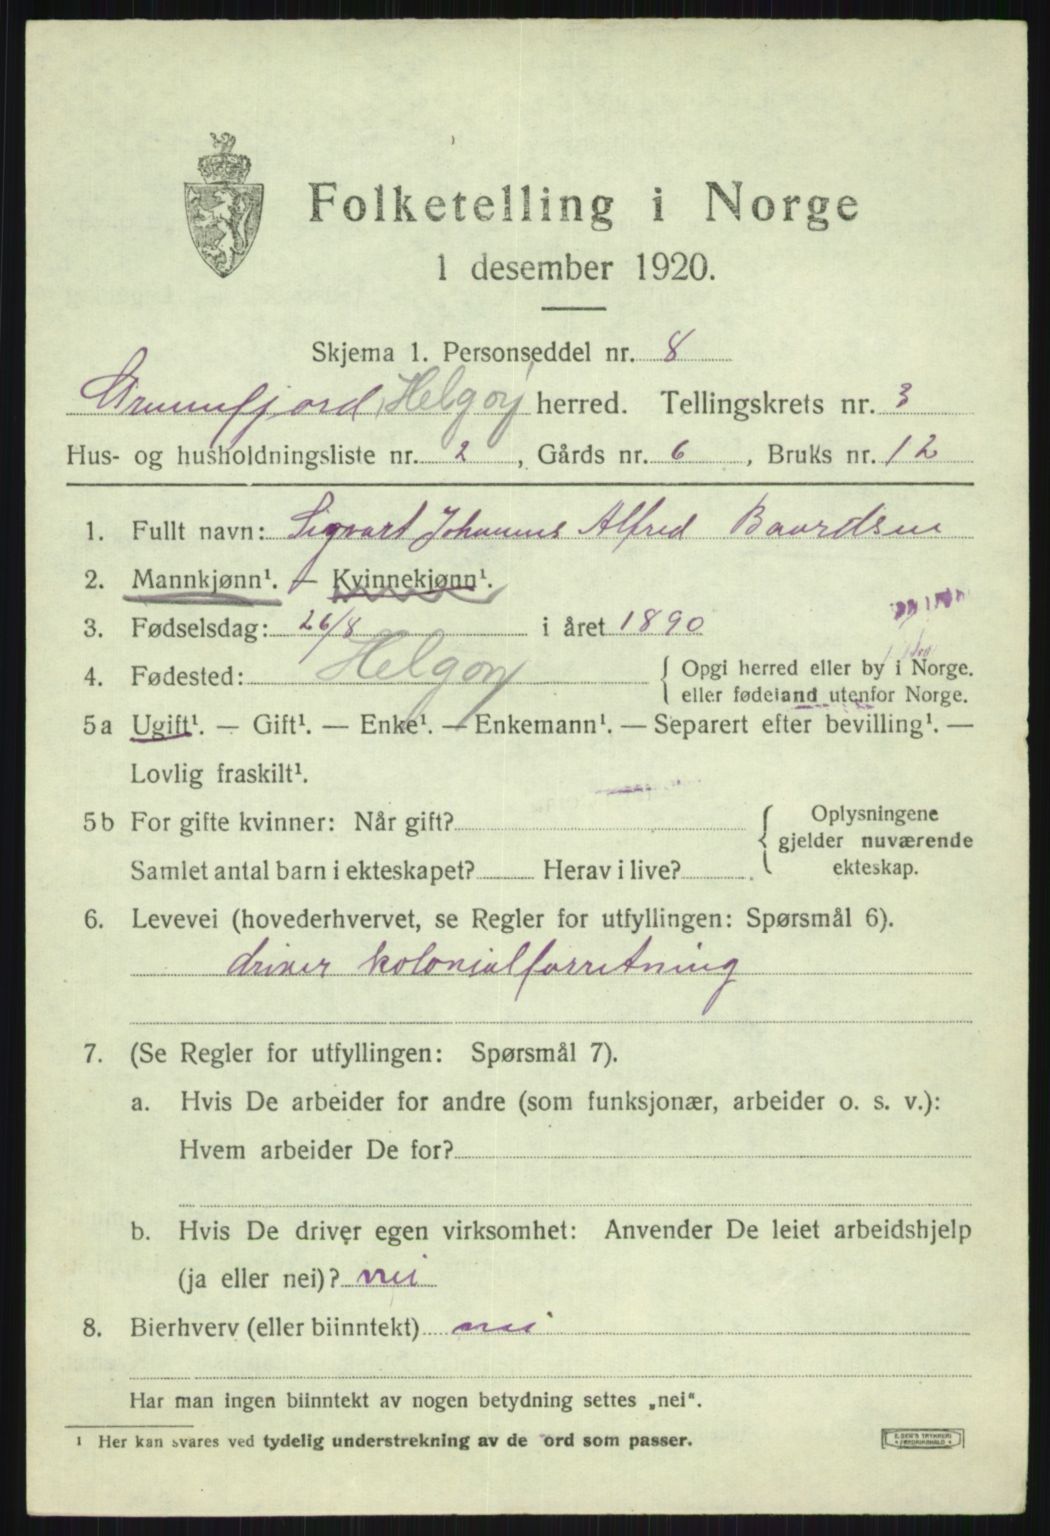 Folketelling i Norge
1 desember 1920.
Skjema 1. Personseddel nr. 8
Helgøy herred. Tellingskrets nr. 3
Hus- og husholdningsliste nr. 2, Gårds nr. 6, Bruks nr. 12
1. Fullt navn: Sigvart Johannes Alfred Baardsen
2. Mannkjønn¹. — Kvinnekjønn¹.
3. Fødselsdag: 26/8 i året 1890
4. Fødested: Helgøy { Opgi herred eller by i Norge.
eller fødeland utenfor Norge.
5a Ugift¹. — Gift¹. — Enke¹. — Enkemann¹. — Separert efter bevilling¹. —
Lovlig fraskilt¹.
5b For gifte kvinner: Når gift? { Oplysningene
gjelder nuværende
Samlet antal barn i ekteskapet? Herav i live? ekteskap.
6. Levevei (hovederhvervet, se Regler for utfyllingen: Spørsmål 6).
driver kolonialforretning
7. (Se Regler for utfyllingen: Spørsmål 7).
a. Hvis De arbeider for andre (som funksjonær, arbeider o. s. v.):
Hvem arbeider De for?
b. Hvis De driver egen virksomhet: Anvender De leiet arbeidshjelp
(ja eller nei)? nei
8. Bierhverv (eller biinntekt) nei
Har man ingen biinntekt av nogen betydning settes „nei“.
¹ Her kan svares ved tydelig understrekning av de ord som passer.